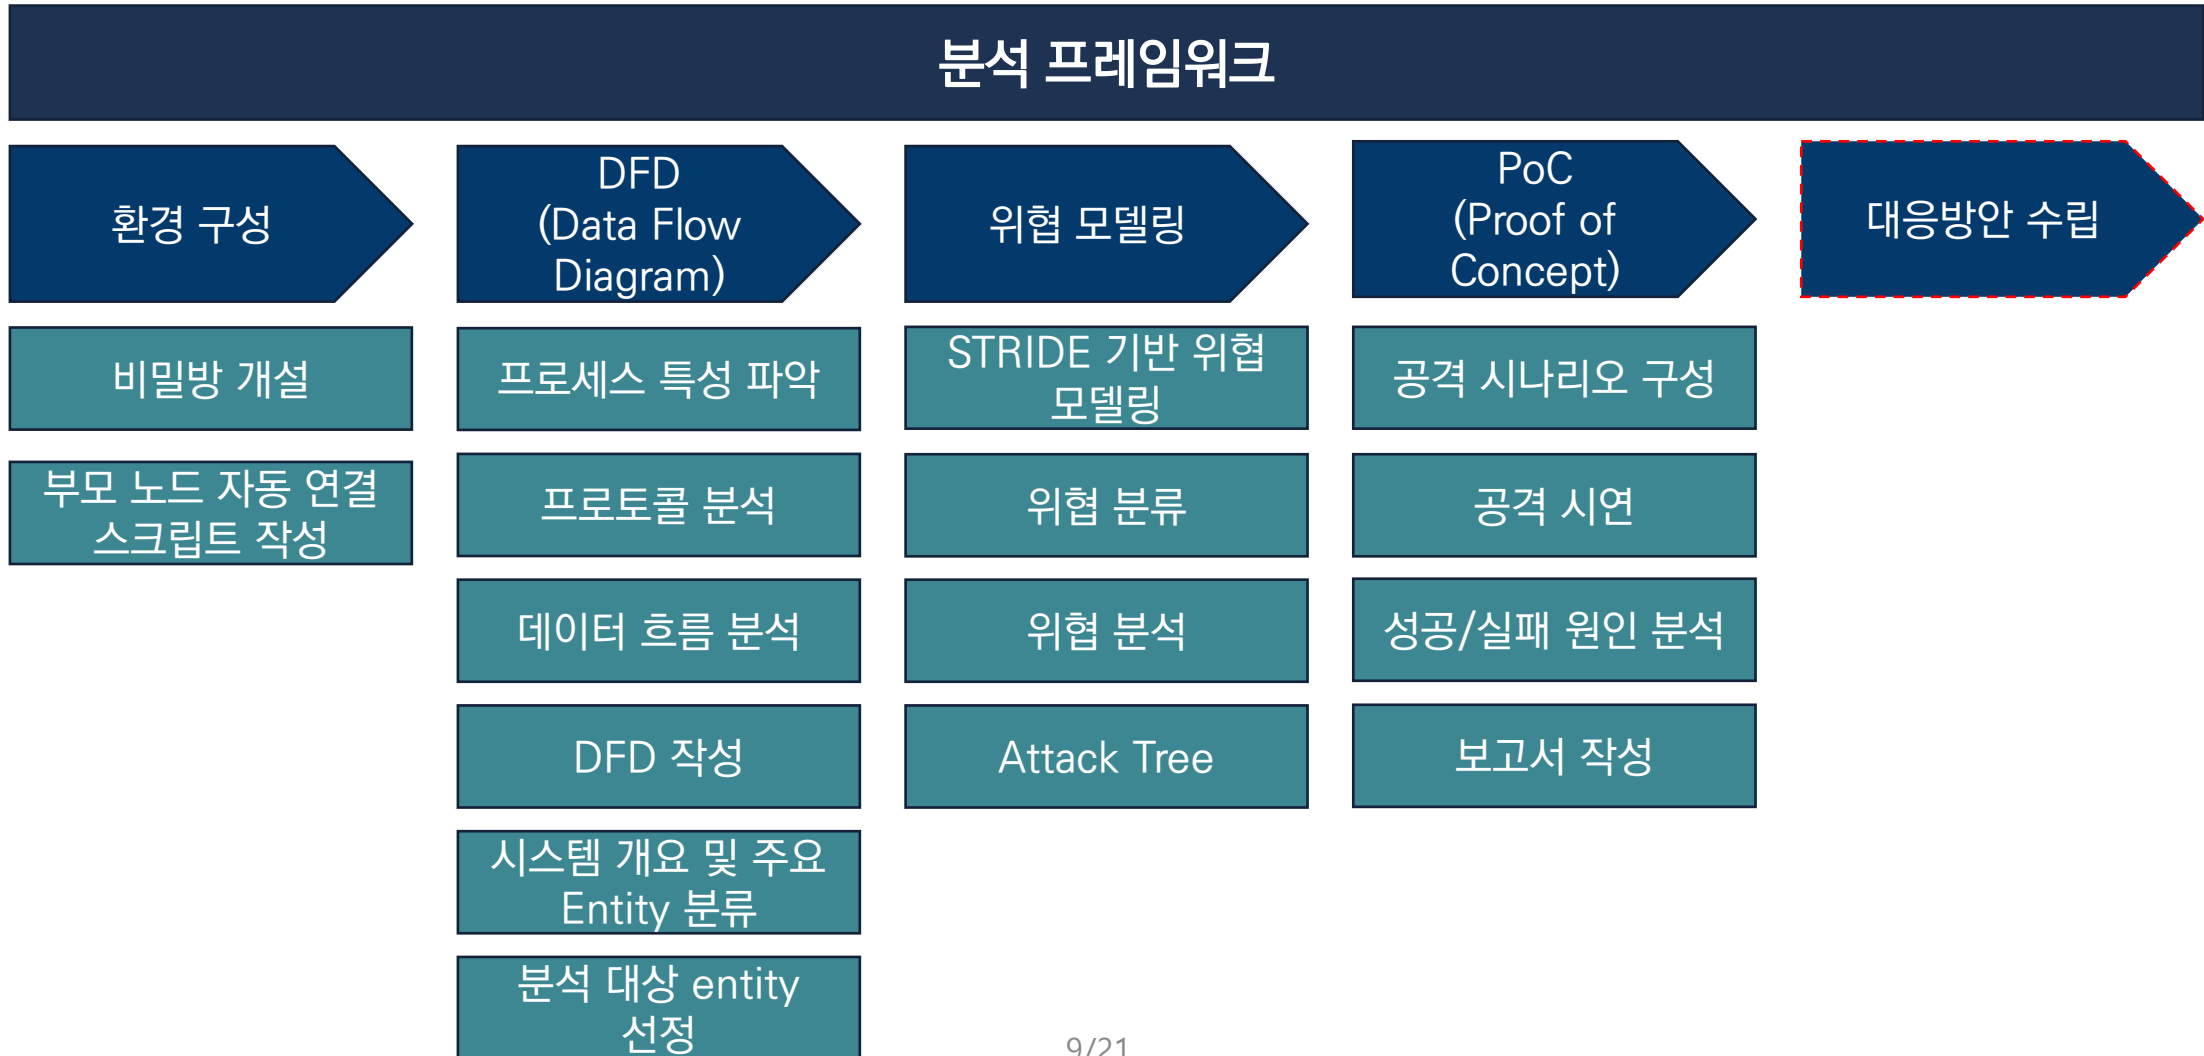 분석 프레임워크
환경 구성
비밀방 개설
부모 노드 자동 연결
스크립트 작성
DFD
(Data Flow
Diagram)
프로세스 특성 파악
프로토콜 분석
데이터 흐름 분석
DFD 작성
시스템 개요 및 주요
Entity 분류
분석 대상 entity
선정
위협 모델링
STRIDE 기반 위협
모델링
위협 분류
위협 분석
Attack Tree
PoC
(Proof of
Concept)
공격 시나리오 구성
공격 시연
성공/실패 원인 분석
보고서 작성
대응방안 수립
9/21